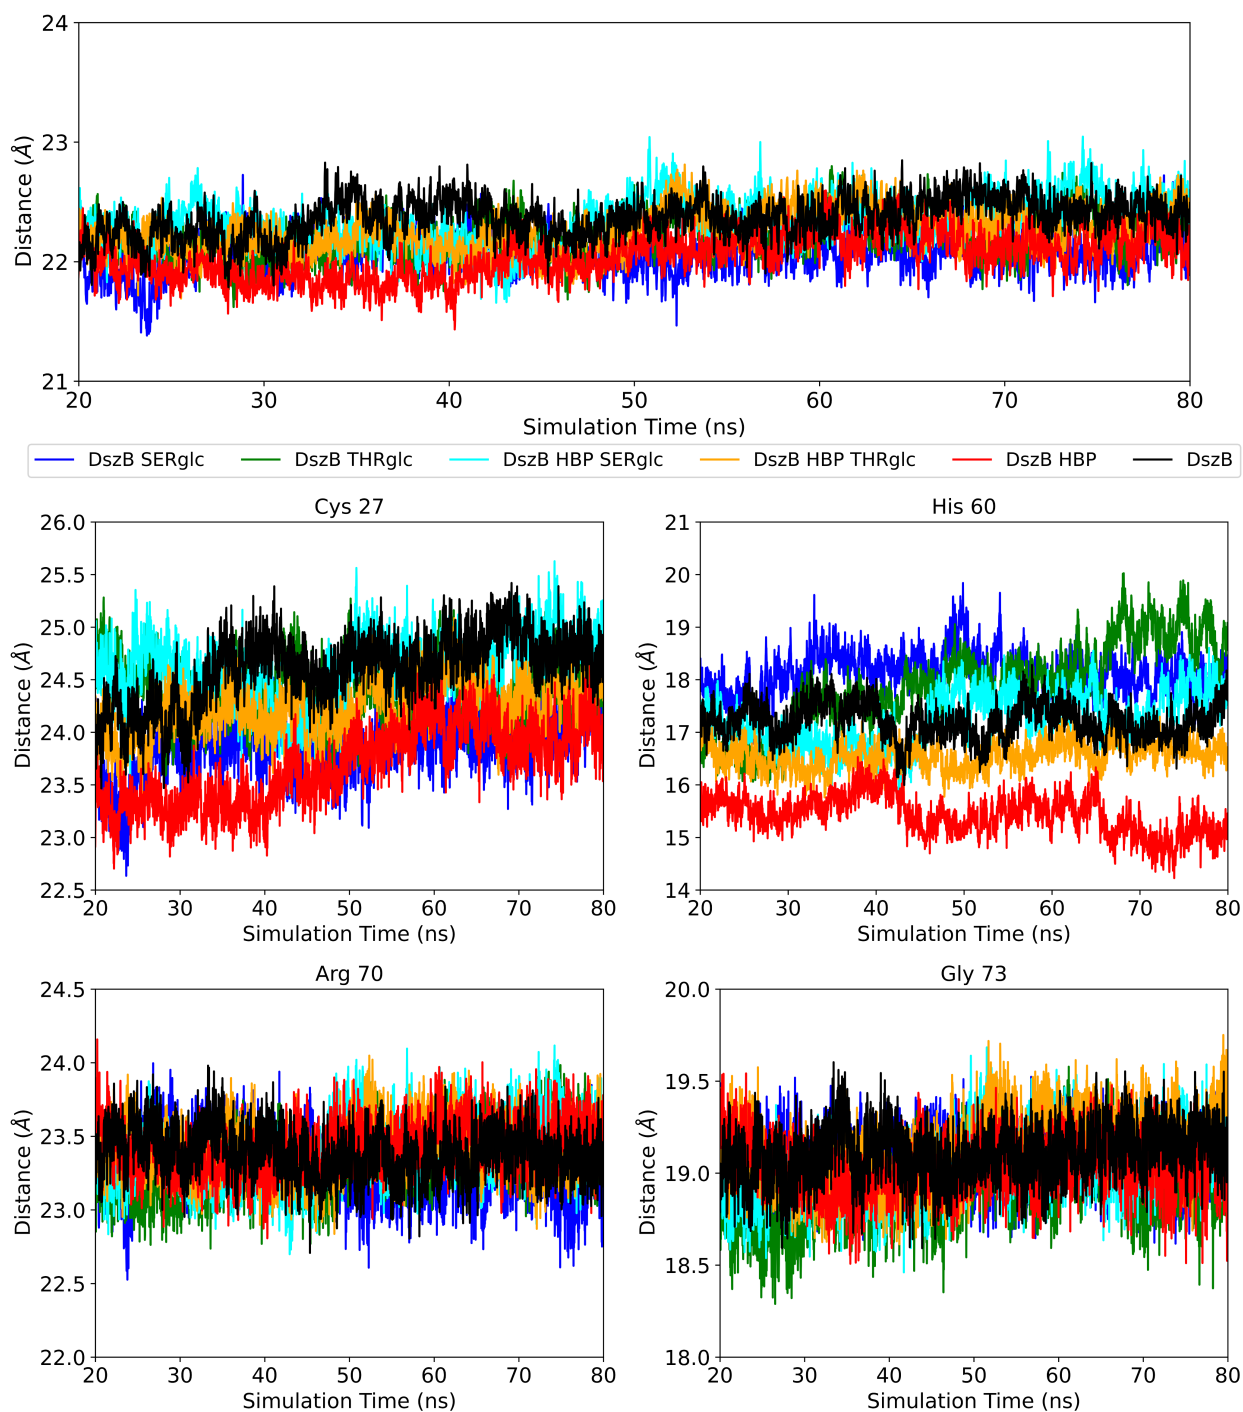 24
23
22
21
Distance (Å)
20 30 40 50 60 70 80
Simulation Time (ns)
DszB SERglc DszB THRglc DszB HBP SERglc DszB HBP THRglc DszB HBP DszB
Cys 27
26.0
25.5
25.0
24.5
24.0
23.5
23.0
22.5
Distance (Å)
20 30 40 50 60 70 80
Simulation Time (ns)
His 60
21
20
19
18
17
16
15
14
Distance (Å)
20 30 40 50 60 70 80
Simulation Time (ns)
Arg 70
24.5
24.0
23.5
23.0
22.5
22.0
Distance (Å)
20 30 40 50 60 70 80
Simulation Time (ns)
Gly 73
20.0
19.5
19.0
18.5
18.0
Distance (Å)
20 30 40 50 60 70 80
Simulation Time (ns)